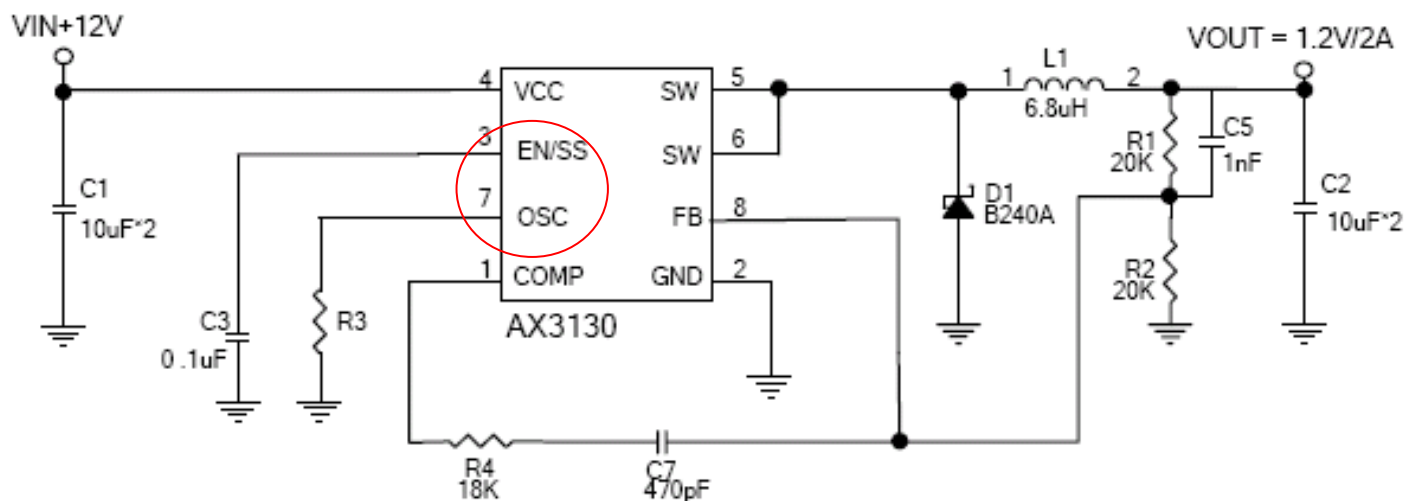 VIN+12V
VOUT = 1.2V/2A
4
VCC
SW
5
1
L1
2
6.8uH
3
EN/SS
SW
6
C1
10uF*2
7
OSC
FB
8
D1
B240A
R1
20K
C5
1nF
C2
10uF*2
1
COMP
GND
2
R2
20K
C3
0.1uF
R3
AX3130
R4
18K
C7
470pF